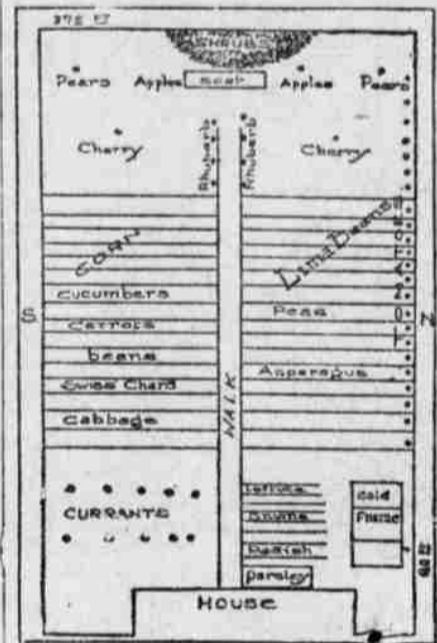 SHRUBS
Pears Apples seat Apples Pears
Cherry Rhubarb Rhubarb Cherry
CORN Lima Beans
Cucumbers
S Peas N
Carrots
beans
Asparagus
Swiss Chard
Cabbage
WALK
Lettuce
CURRANTS
Cold
Frame
Radish
Parsley
HOUSE